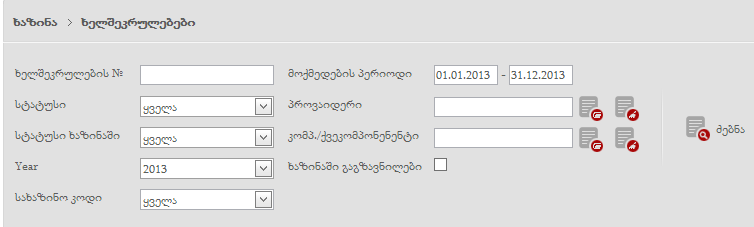 ხაზინა > ხელშეკრულებები
ხელშეკრულების № მოქმედების პერიოდი 01.01.2013 - 31.12.2013
სტატუსი ყველა პროვაიდერი
სტატუსი ხაზინაში ყველა კომპ./ქვეკომპონენენტი ძებნა
Year 2013 ხაზინაში გაგზავნილები
სახაზინო კოდი ყველა